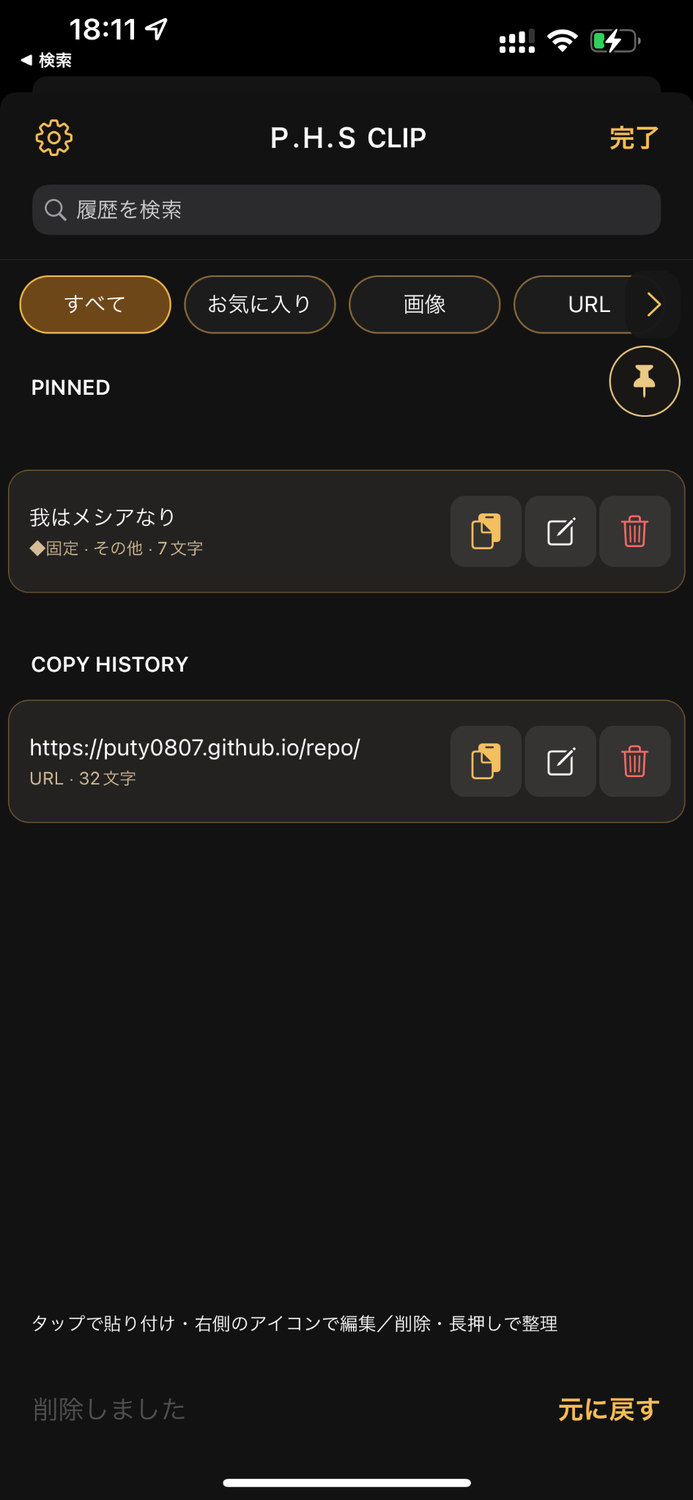 18:11
◀ 検索
P.H.S CLIP
完了
履歴を検索
すべて
お気に入り
画像
URL
PINNED
我はメシアなり
◆固定 · その他 · 7文字
COPY HISTORY
https://puty0807.github.io/repo/
URL · 32文字
タップで貼り付け・右側のアイコンで編集／削除・長押しで整理
削除しました
元に戻す